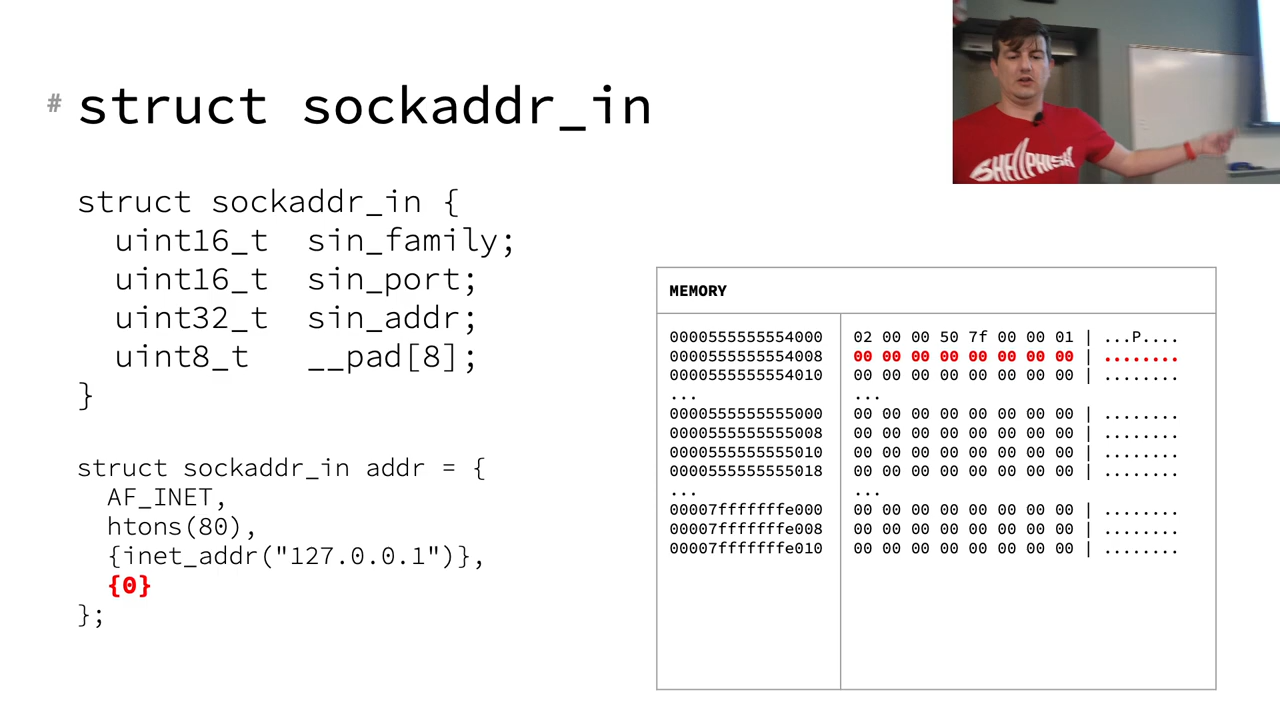 # struct sockaddr_in
struct sockaddr_in {
  uint16_t  sin_family;
  uint16_t  sin_port;
  uint32_t  sin_addr;
  uint8_t   __pad[8];
}
struct sockaddr_in addr = {
  AF_INET,
  htons(80),
  {inet_addr("127.0.0.1")},
  {0}
};
SHELLPHISH
MEMORY
0000555555554000 02 00 00 50 7f 00 00 01 | ...P....
0000555555554008 00 00 00 00 00 00 00 00 | ........
0000555555554010 00 00 00 00 00 00 00 00 | ........
... ...
0000555555555000 00 00 00 00 00 00 00 00 | ........
0000555555555008 00 00 00 00 00 00 00 00 | ........
0000555555555010 00 00 00 00 00 00 00 00 | ........
0000555555555018 00 00 00 00 00 00 00 00 | ........
... ...
00007fffffffe000 00 00 00 00 00 00 00 00 | ........
00007fffffffe008 00 00 00 00 00 00 00 00 | ........
00007fffffffe010 00 00 00 00 00 00 00 00 | ........